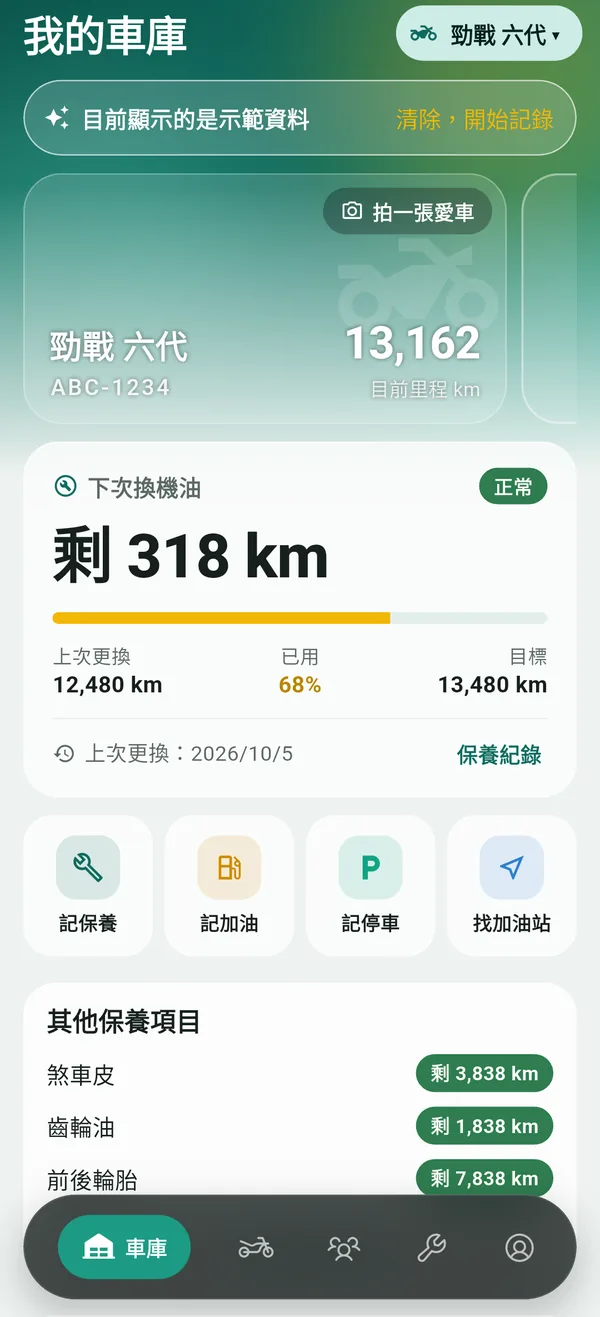 我的車庫
勁戰 六代 ▾
目前顯示的是示範資料 清除，開始記錄
拍一張愛車
勁戰 六代 13,162
ABC-1234 目前里程 km
下次換機油 正常
剩 318 km
上次更換 已用 目標
12,480 km 68% 13,480 km
上次更換：2026/10/5 保養紀錄
P
記保養 記加油 記停車 找加油站
其他保養項目
煞車皮 剩 3,838 km
齒輪油 剩 1,838 km
前後輪胎 剩 7,838 km
車庫